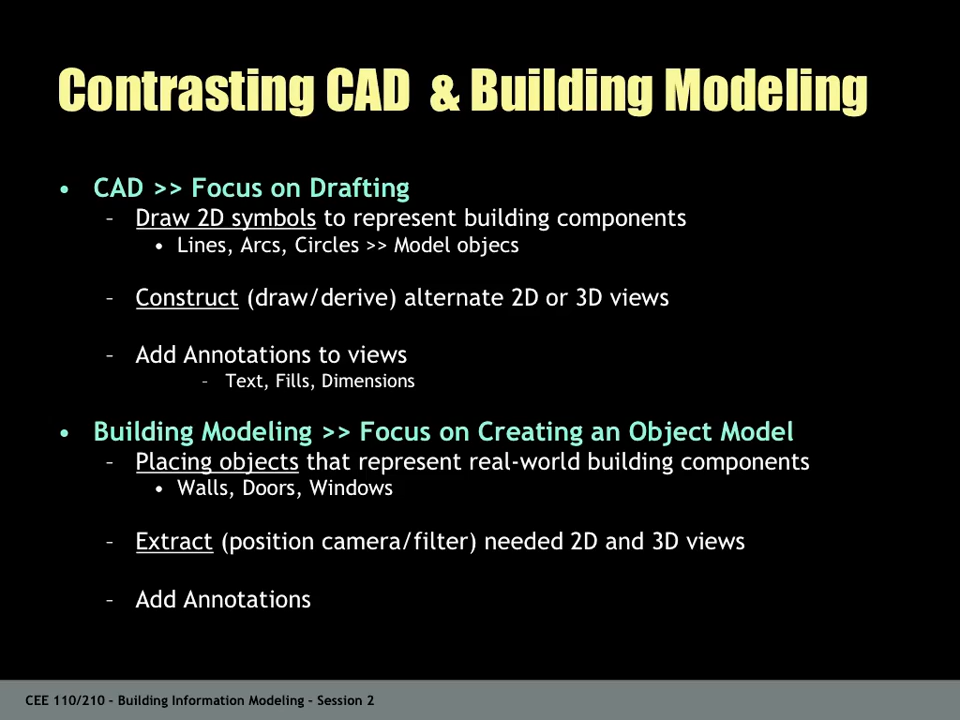 Contrasting CAD & Building Modeling
• CAD >> Focus on Drafting
– Draw 2D symbols to represent building components
• Lines, Arcs, Circles >> Model objecs
– Construct (draw/derive) alternate 2D or 3D views
– Add Annotations to views
– Text, Fills, Dimensions
• Building Modeling >> Focus on Creating an Object Model
– Placing objects that represent real-world building components
• Walls, Doors, Windows
– Extract (position camera/filter) needed 2D and 3D views
– Add Annotations
CEE 110/210 - Building Information Modeling - Session 2